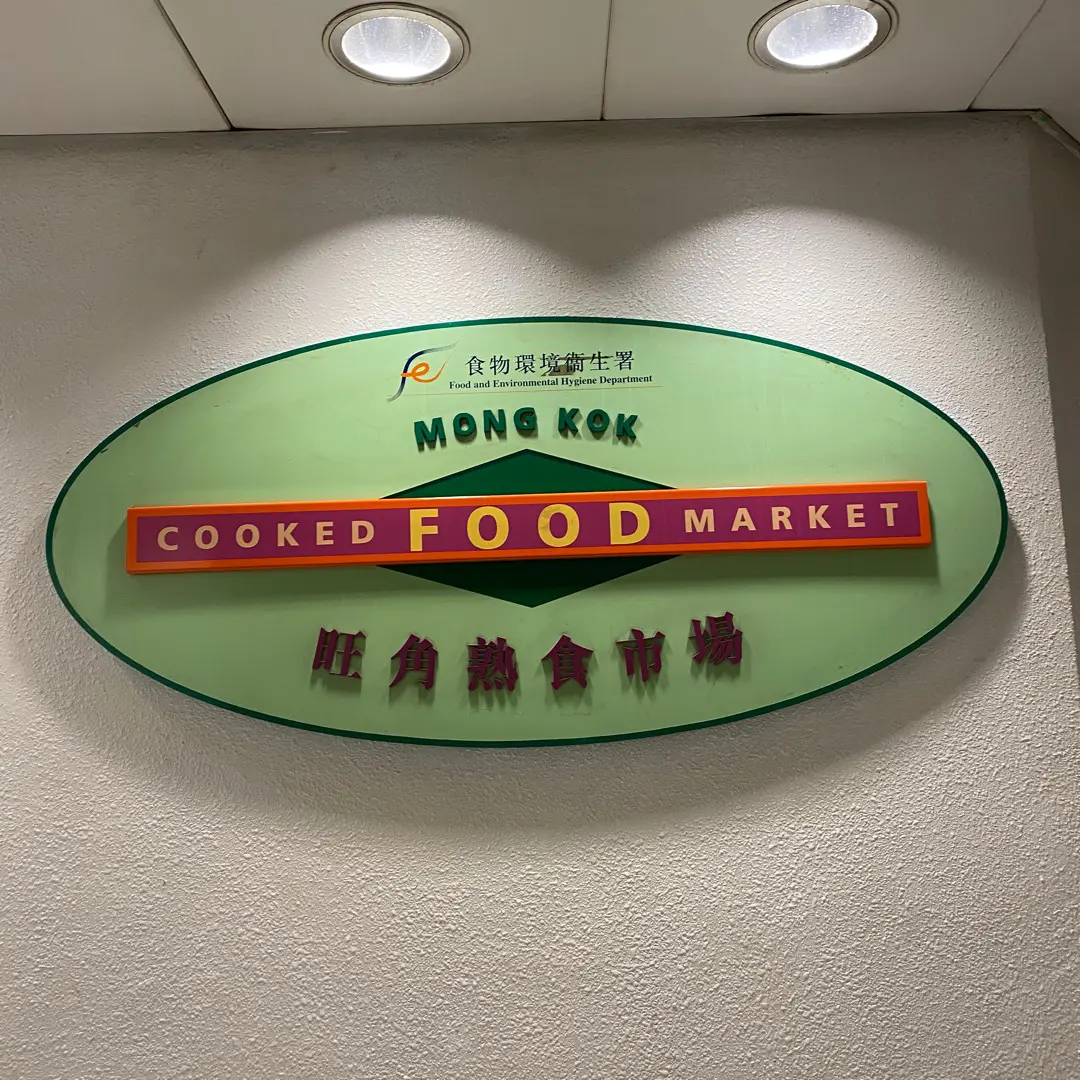 食物環境衞生署
Food and Environmental Hygiene Department
MONG KOK
COOKED FOOD MARKET
旺角熟食市場